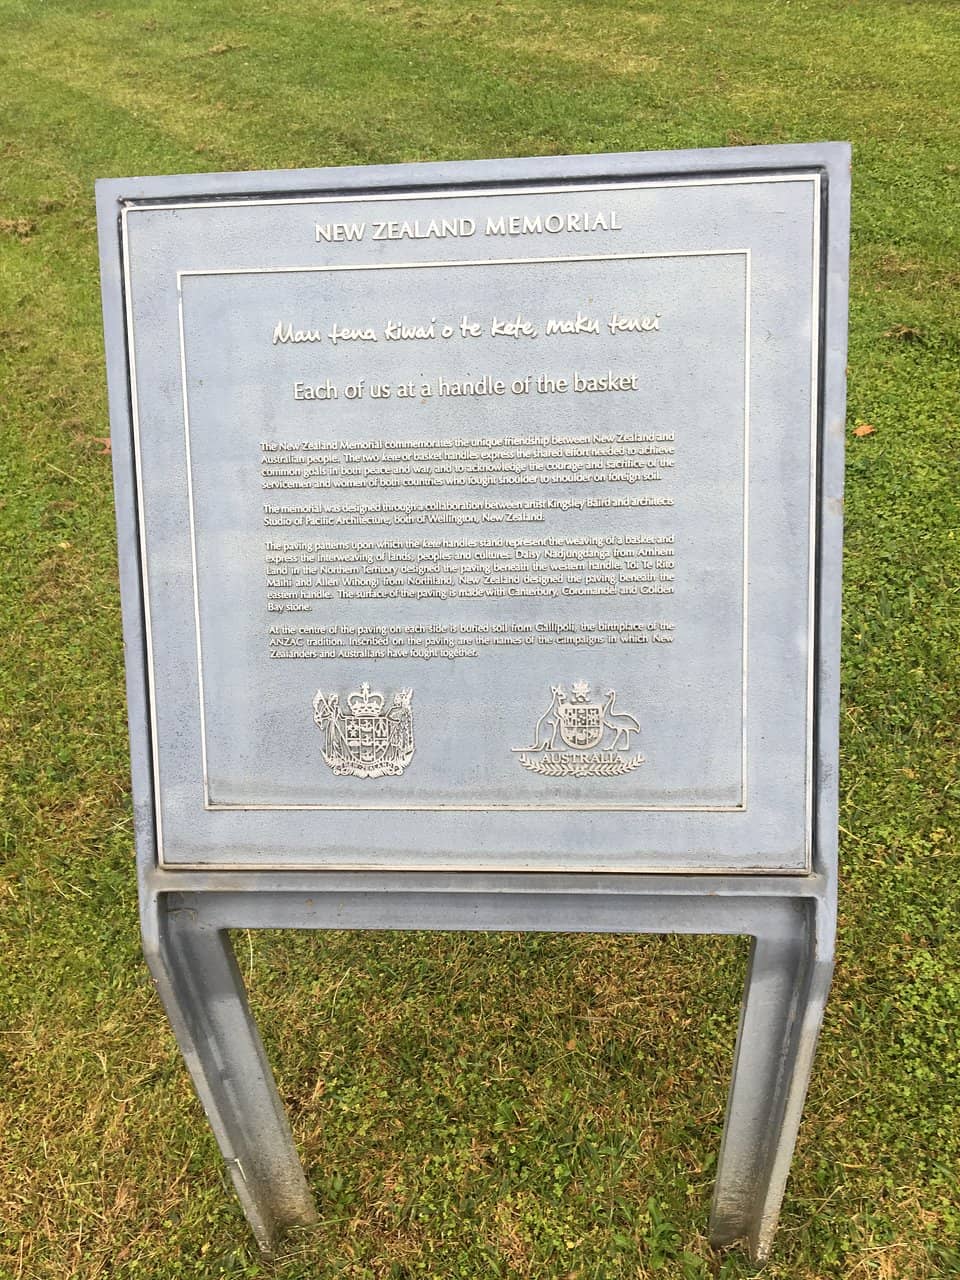 NEW ZEALAND MEMORIAL
Mau tena kiwai o te kete, maku tenei
Each of us at a handle of the basket
The New Zealand Memorial commemorates the unique friendship between New Zealand and
Australian people. The two kete or basket handles express the shared effort needed to achieve
common goals in both peace and war, and to acknowledge the courage and sacrifice of the
servicemen and women of both countries who fought shoulder to shoulder on foreign soil.
The memorial was designed through a collaboration between artist Kingsley Baird and architects
Studio of Pacific Architecture, both of Wellington, New Zealand.
The paving patterns upon which the kete handles stand represent the weaving of a basket and
express the interweaving of lands, peoples and cultures. Daisy Nadjungdanga from Arnhem
Land in the Northern Territory designed the paving beneath the western handle. Toi Te Rito
Maihi and Allen Wihongi from Northland, New Zealand designed the paving beneath the
eastern handle. The surface of the paving is made with Canterbury, Coromandel and Golden
Bay stone.
At the centre of the paving on each side is buried soil from Gallipoli, the birthplace of the
ANZAC tradition. Inscribed on the paving are the names of the campaigns in which New
Zealanders and Australians have fought together.
NEW ZEALAND
AUSTRALIA